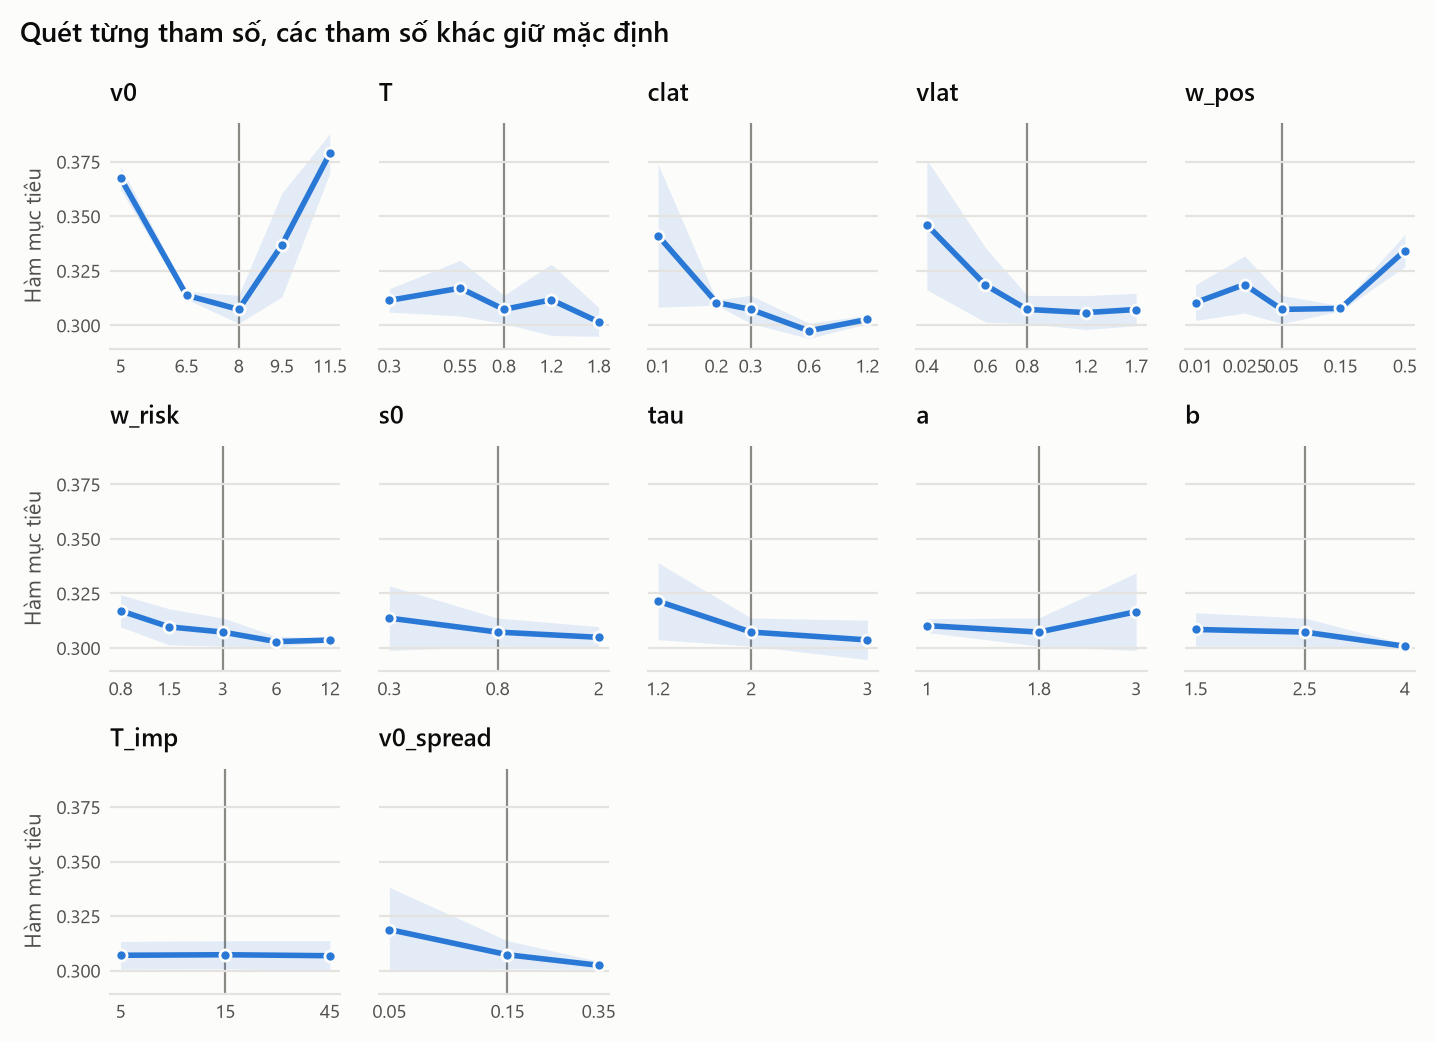 Quét từng tham số, các tham số khác giữ mặc định
v0 T clat vlat w_pos
Hàm mục tiêu
0.375
0.350
0.325
0.300
5 6.5 8 9.5 11.5
0.3 0.55 0.8 1.2 1.8
0.1 0.2 0.3 0.6 1.2
0.4 0.6 0.8 1.2 1.7
0.01 0.025 0.05 0.15 0.5
w_risk s0 tau a b
Hàm mục tiêu
0.375
0.350
0.325
0.300
0.8 1.5 3 6 12
0.3 0.8 2
1.2 2 3
1 1.8 3
1.5 2.5 4
T_imp v0_spread
Hàm mục tiêu
0.375
0.350
0.325
0.300
5 15 45
0.05 0.15 0.35